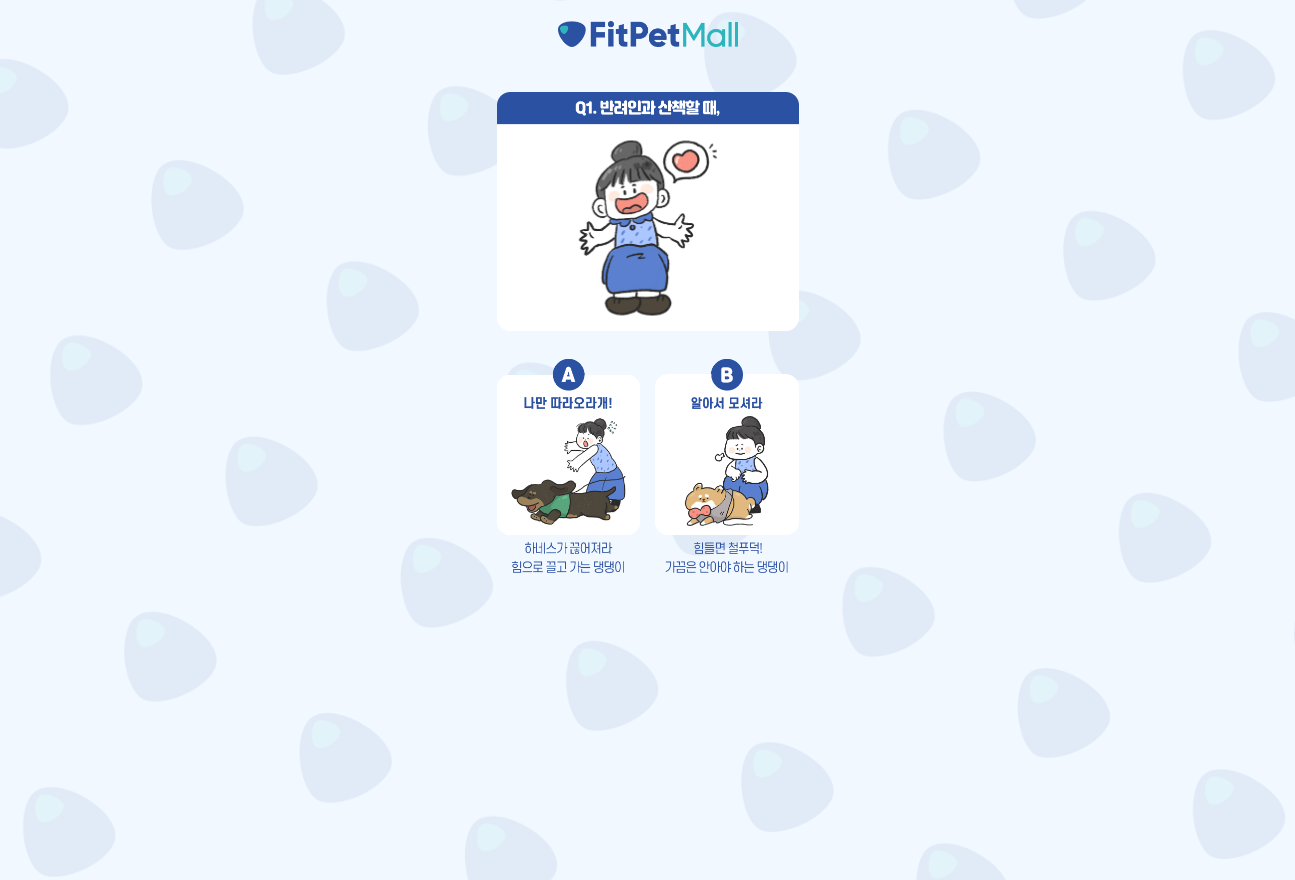 FitPetMall
Q1. 반려인과 산책할 때,
A
나만 따라오라개!
하네스가 끊어져라
힘으로 끌고 가는 댕댕이
B
알아서 모셔라
힘들면 철푸덕!
가끔은 안아야 하는 댕댕이